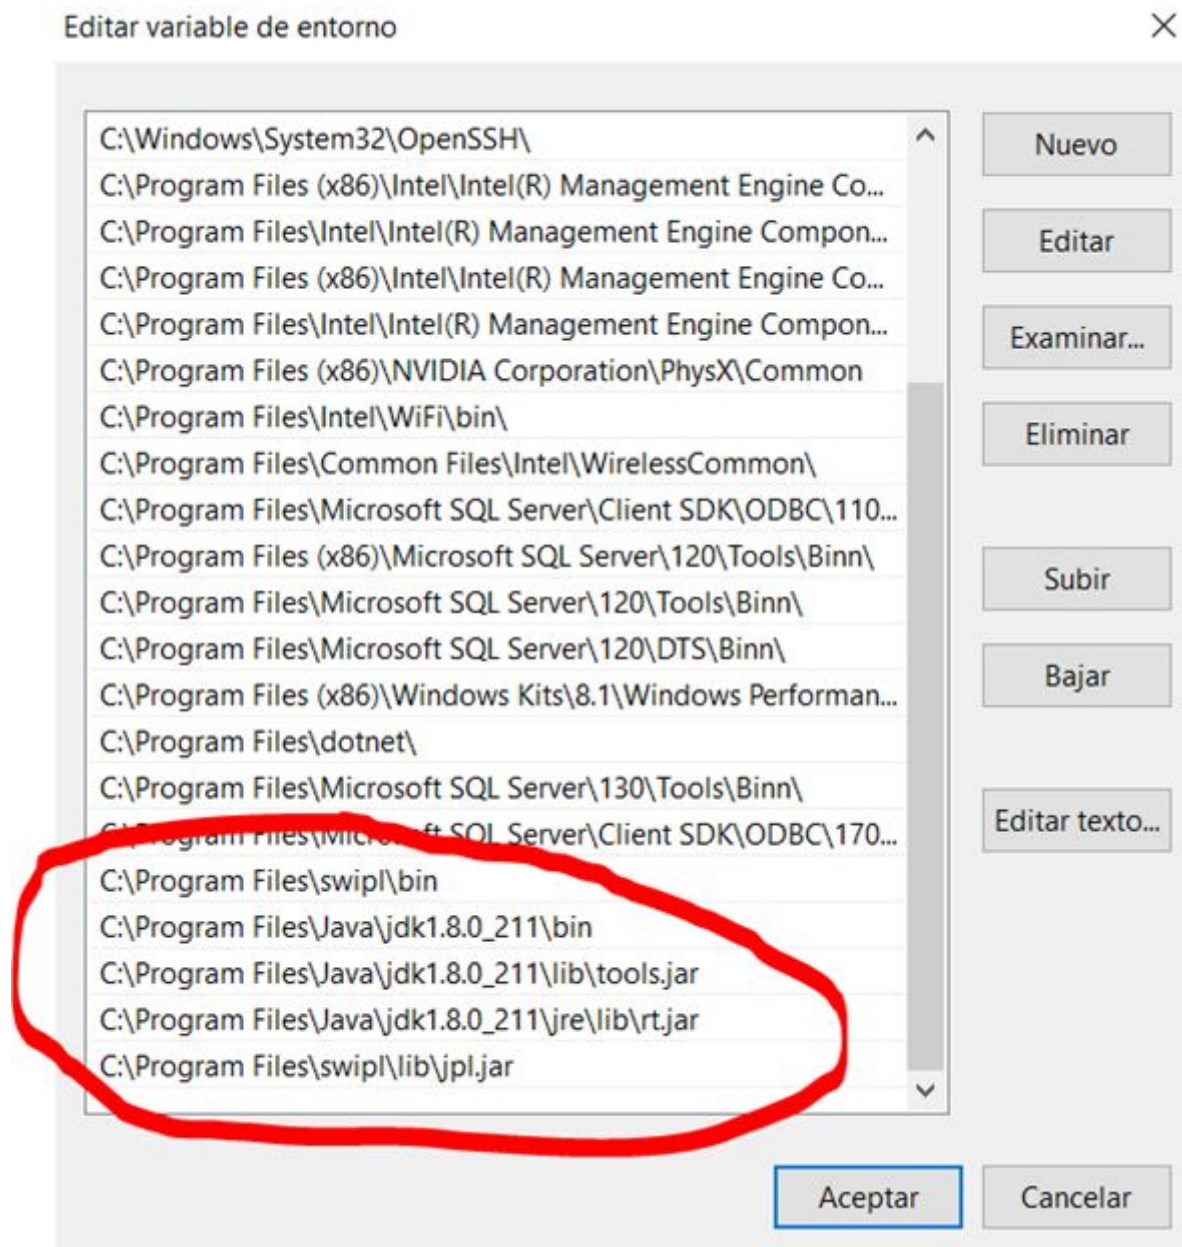 Editar variable de entorno
C:\Windows\System32\OpenSSH\
C:\Program Files (x86)\Intel\Intel(R) Management Engine Co...
C:\Program Files\Intel\Intel(R) Management Engine Compon...
C:\Program Files (x86)\Intel\Intel(R) Management Engine Co...
C:\Program Files\Intel\Intel(R) Management Engine Compon...
C:\Program Files (x86)\NVIDIA Corporation\PhysX\Common
C:\Program Files\Intel\WiFi\bin\
C:\Program Files\Common Files\Intel\WirelessCommon\
C:\Program Files\Microsoft SQL Server\Client SDK\ODBC\110...
C:\Program Files (x86)\Microsoft SQL Server\120\Tools\Binn\
C:\Program Files\Microsoft SQL Server\120\Tools\Binn\
C:\Program Files\Microsoft SQL Server\120\DTS\Binn\
C:\Program Files (x86)\Windows Kits\8.1\Windows Performan...
C:\Program Files\dotnet\
C:\Program Files\Microsoft SQL Server\130\Tools\Binn\
C:\Program Files\Microsoft SQL Server\Client SDK\ODBC\170...
C:\Program Files\swipl\bin
C:\Program Files\Java\jdk1.8.0_211\bin
C:\Program Files\Java\jdk1.8.0_211\lib\tools.jar
C:\Program Files\Java\jdk1.8.0_211\jre\lib\rt.jar
C:\Program Files\swipl\lib\jpl.jar
Nuevo
Editar
Examinar...
Eliminar
Subir
Bajar
Editar texto...
Aceptar
Cancelar